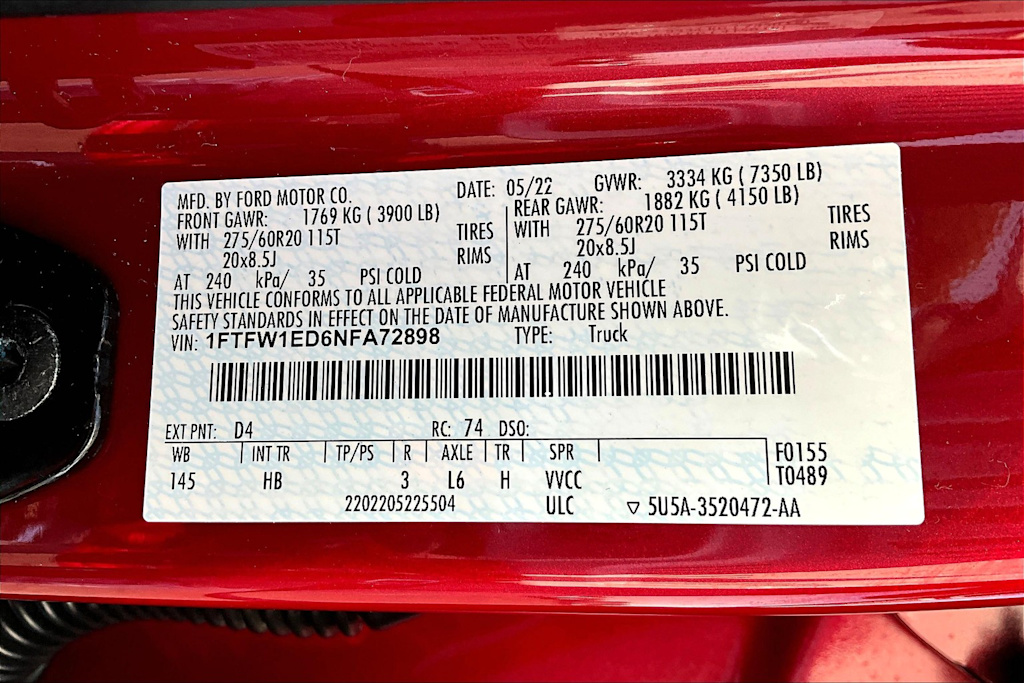 MFD. BY FORD MOTOR CO. DATE: 05/22 GVWR: 3334 KG ( 7350 LB)
FRONT GAWR: 1769 KG ( 3900 LB) REAR GAWR: 1882 KG ( 4150 LB)
WITH 275/60R20 115T TIRES WITH 275/60R20 115T TIRES
20x8.5J RIMS 20x8.5J RIMS
AT 240 kPa/ 35 PSI COLD AT 240 kPa/ 35 PSI COLD
THIS VEHICLE CONFORMS TO ALL APPLICABLE FEDERAL MOTOR VEHICLE
SAFETY STANDARDS IN EFFECT ON THE DATE OF MANUFACTURE SHOWN ABOVE.
VIN: 1FTFW1ED6NFA72898 TYPE: Truck
EXT PNT: D4 RC: 74 DSO:
WB INT TR TP/PS R AXLE TR SPR F0155
145 HB 3 L6 H VVCC T0489
2202205225504 ULC ▽ 5U5A-3520472-AA